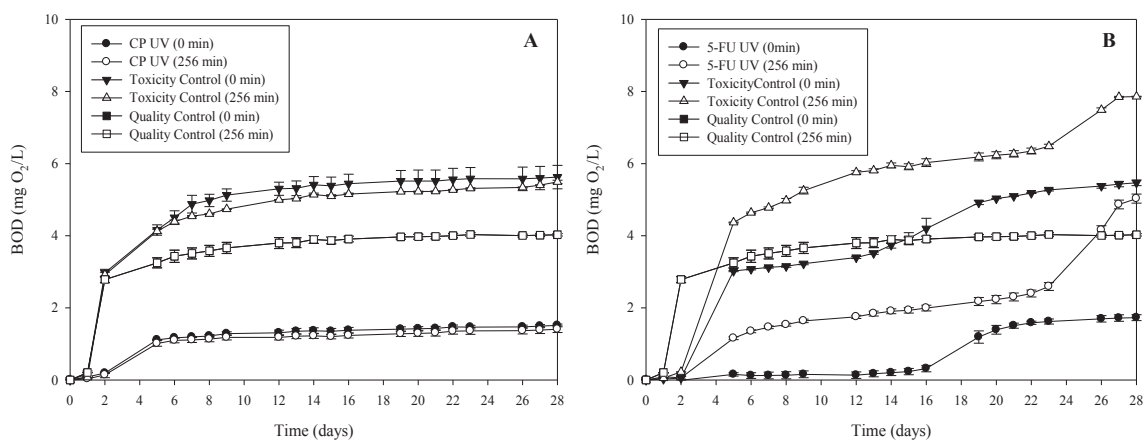 A
CP UV (0 min)
CP UV (256 min)
Toxicity Control (0 min)
Toxicity Control (256 min)
Quality Control (0 min)
Quality Control (256 min)
BOD (mg O2/L)
10
8
6
4
2
0
0 2 4 6 8 10 12 14 16 18 20 22 24 26 28
Time (days)
B
5-FU UV (0min)
5-FU UV (256 min)
ToxicityControl (0 min)
Toxicity Control (256 min)
Quality Control (0 min)
Quality Control (256 min)
BOD (mg O2/L)
10
8
6
4
2
0
0 2 4 6 8 10 12 14 16 18 20 22 24 26 28
Time (days)